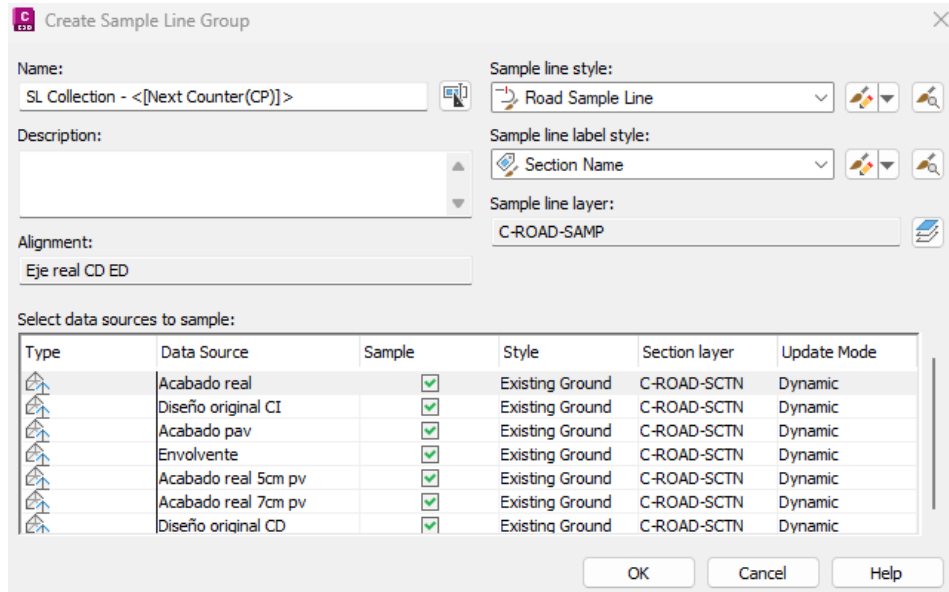 C
C3D
Create Sample Line Group
Name:
SL Collection - <[Next Counter(CP)]>
Description:
Alignment:
Eje real CD ED
Sample line style:
Road Sample Line
Sample line label style:
Section Name
Sample line layer:
C-ROAD-SAMP
Select data sources to sample:
Type Data Source Sample Style Section layer Update Mode
Acabado real Existing Ground C-ROAD-SCTN Dynamic
Diseño original CI Existing Ground C-ROAD-SCTN Dynamic
Acabado pav Existing Ground C-ROAD-SCTN Dynamic
Envolvente Existing Ground C-ROAD-SCTN Dynamic
Acabado real 5cm pv Existing Ground C-ROAD-SCTN Dynamic
Acabado real 7cm pv Existing Ground C-ROAD-SCTN Dynamic
Diseño original CD Existing Ground C-ROAD-SCTN Dynamic
OK Cancel Help